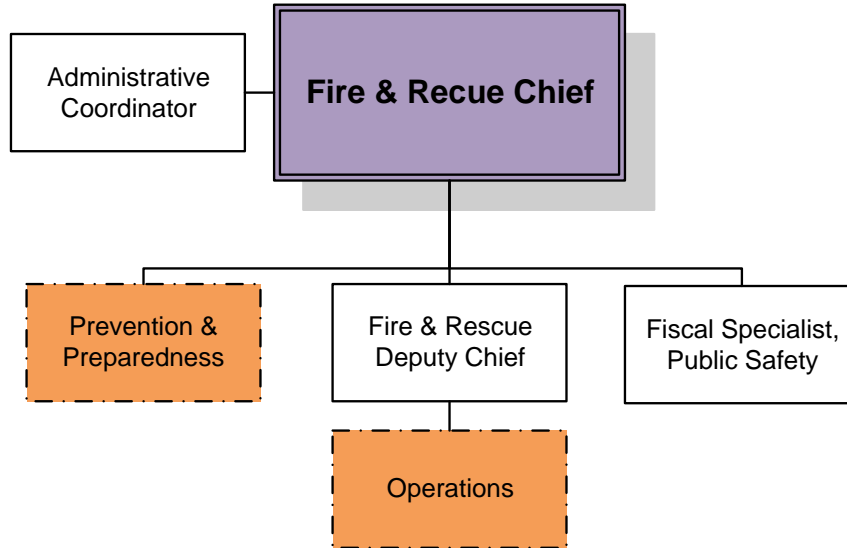 Administrative
Coordinator
Fire & Recue Chief
Prevention &
Preparedness
Fire & Rescue
Deputy Chief
Fiscal Specialist,
Public Safety
Operations